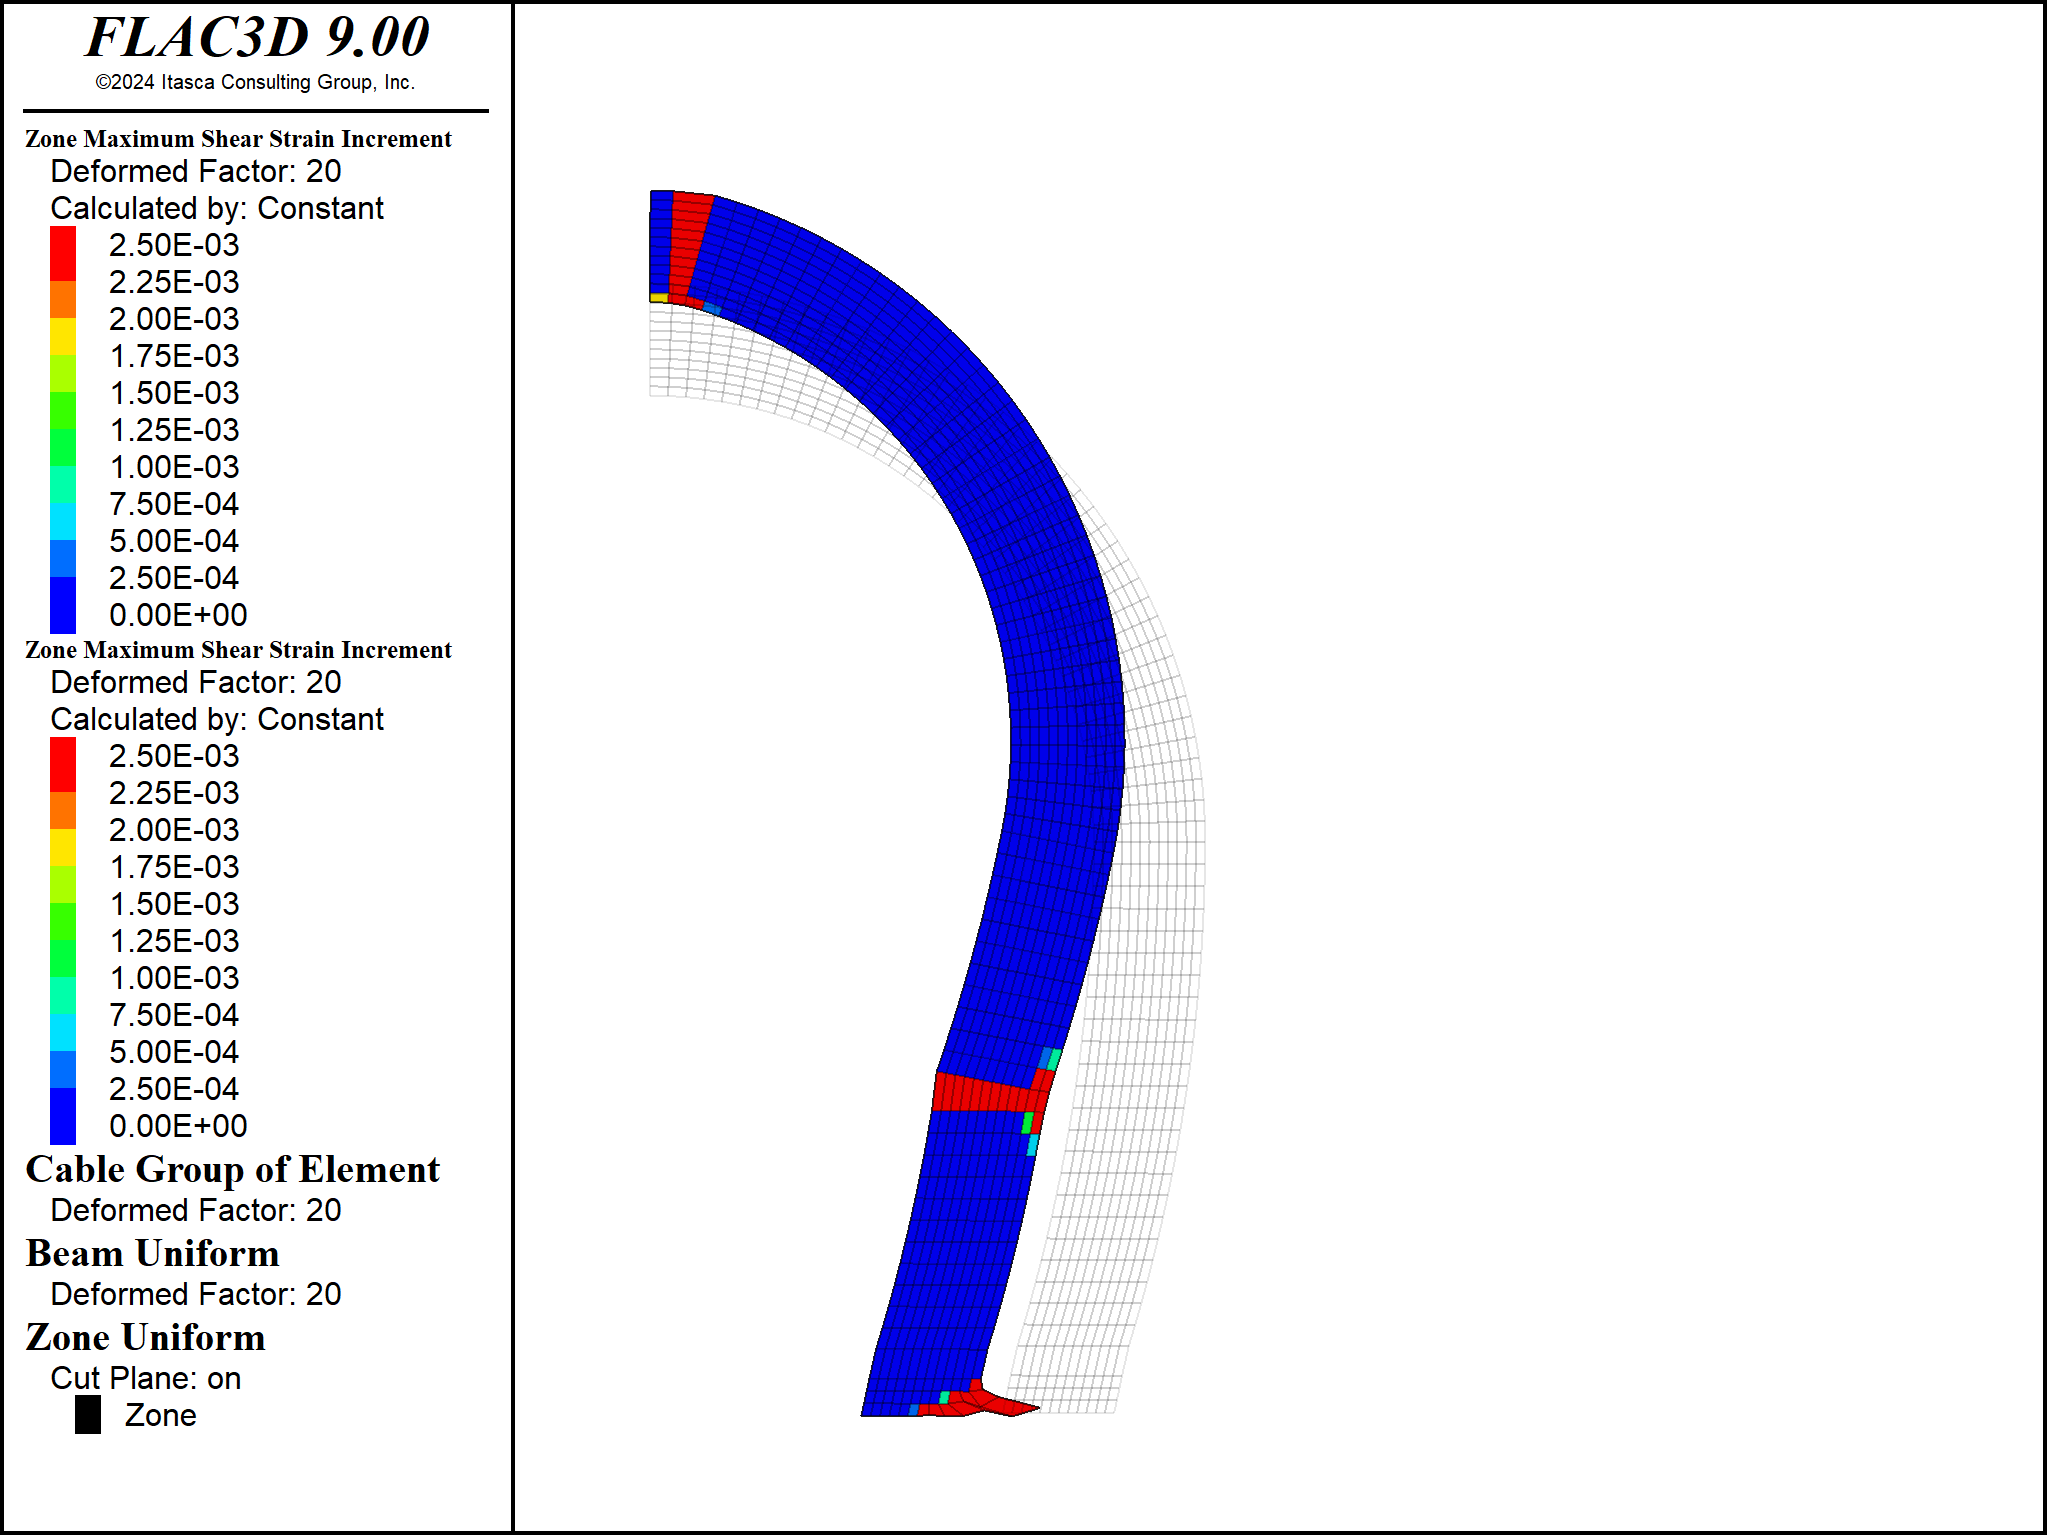 FLAC3D 9.00
©2024 Itasca Consulting Group, Inc.
Zone Maximum Shear Strain Increment
Deformed Factor: 20
Calculated by: Constant
2.50E-03
2.25E-03
2.00E-03
1.75E-03
1.50E-03
1.25E-03
1.00E-03
7.50E-04
5.00E-04
2.50E-04
0.00E+00
Zone Maximum Shear Strain Increment
Deformed Factor: 20
Calculated by: Constant
2.50E-03
2.25E-03
2.00E-03
1.75E-03
1.50E-03
1.25E-03
1.00E-03
7.50E-04
5.00E-04
2.50E-04
0.00E+00
Cable Group of Element
Deformed Factor: 20
Beam Uniform
Deformed Factor: 20
Zone Uniform
Cut Plane: on
Zone